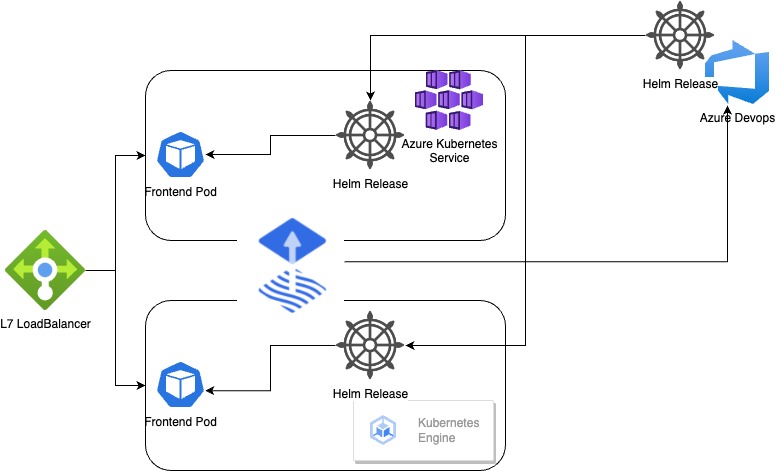 Helm Release
Azure Devops
Azure Kubernetes
Service
Helm Release
Frontend Pod
L7 LoadBalancer
Helm Release
Frontend Pod
Kubernetes
Engine